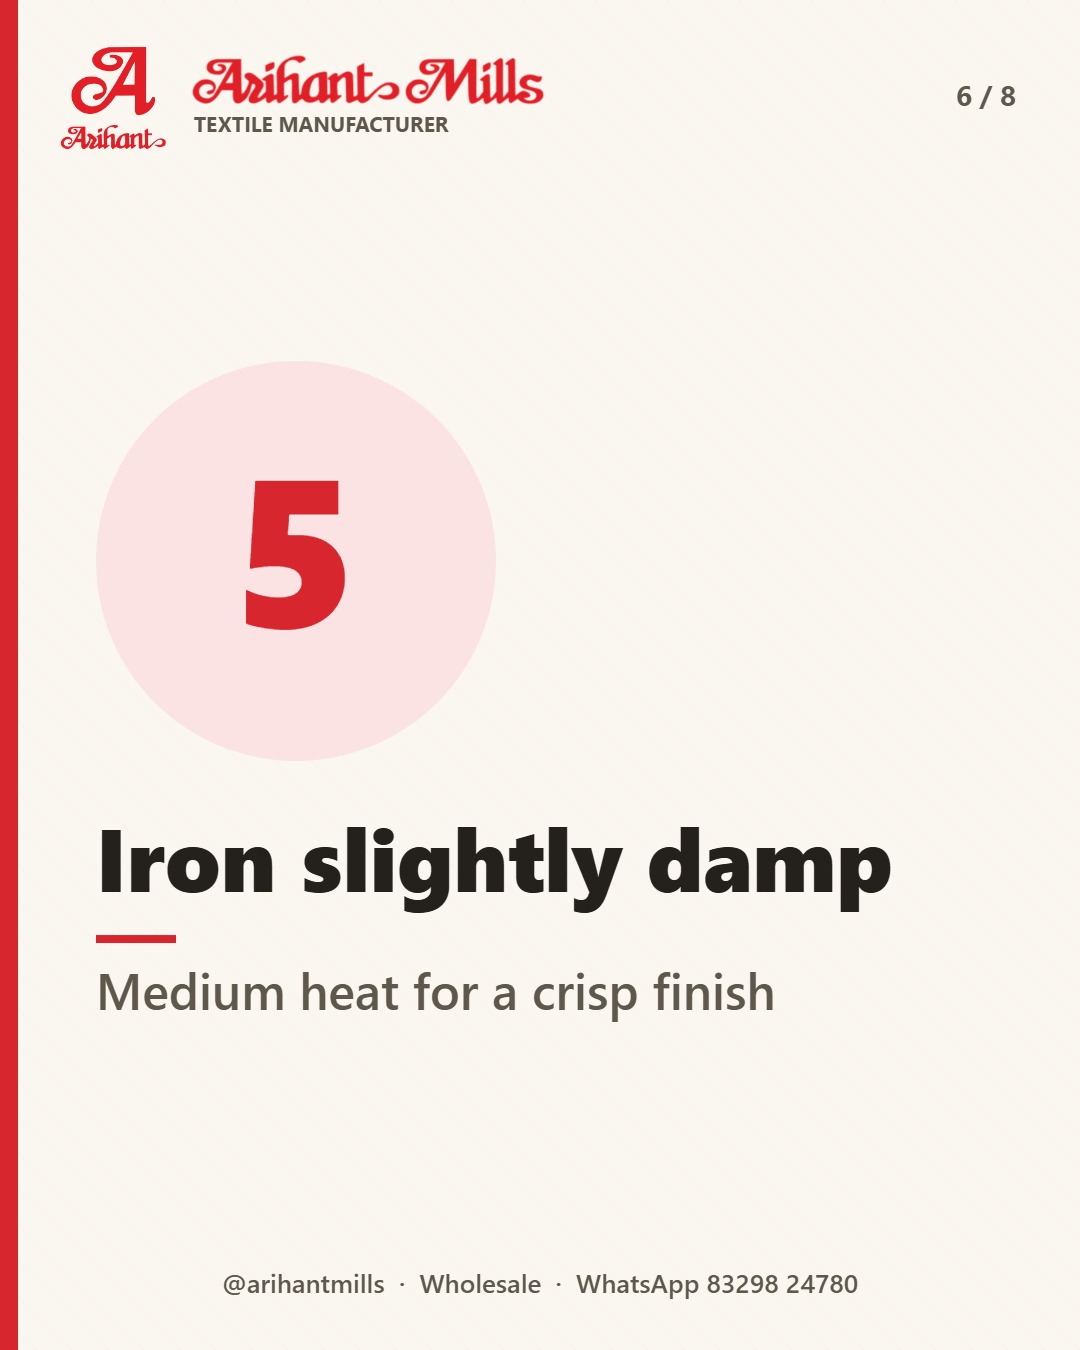 A
Arihant
Arihant Mills
TEXTILE MANUFACTURER
6 / 8
5
Iron slightly damp
Medium heat for a crisp finish
@arihantmills · Wholesale · WhatsApp 83298 24780